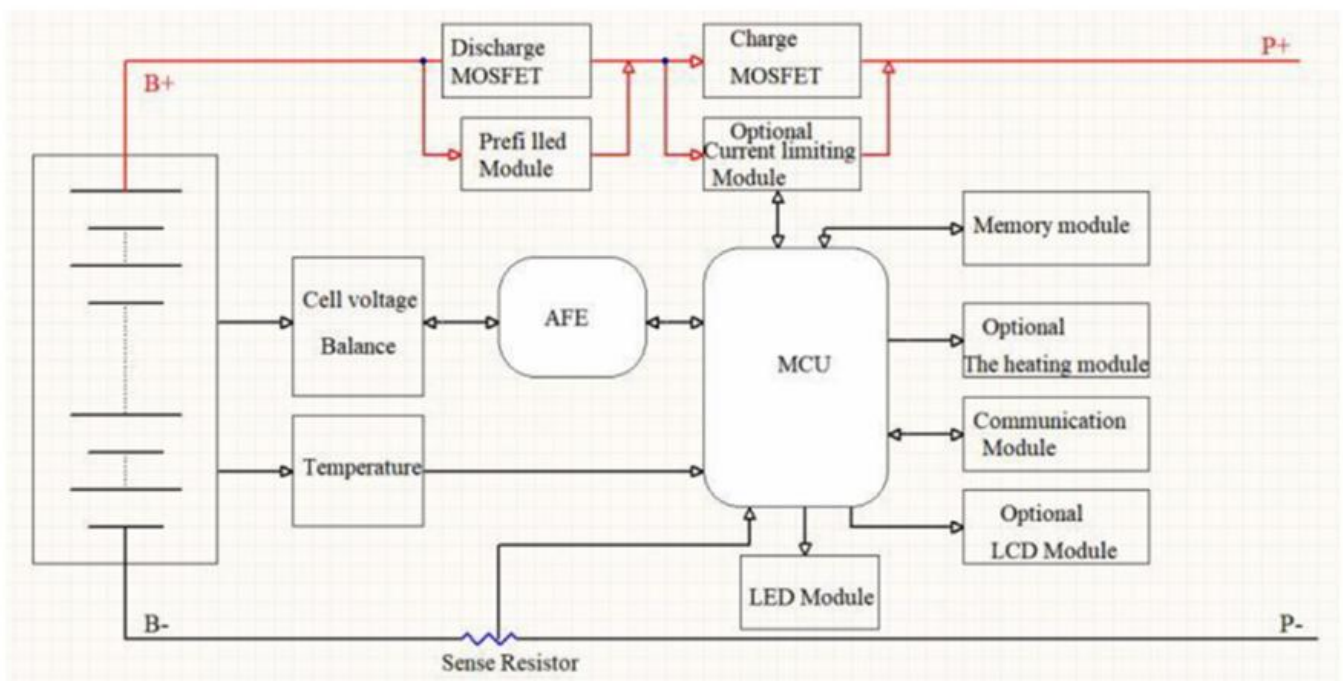 Discharge
MOSFET
Charge
MOSFET
P+
B+
Prefi lled
Module
Optional
Current limiting
Module
Memory module
Cell voltage
Balance
AFE
MCU
Optional
The heating module
Communication
Module
Temperature
Optional
LCD Module
LED Module
B-
P-
Sense Resistor